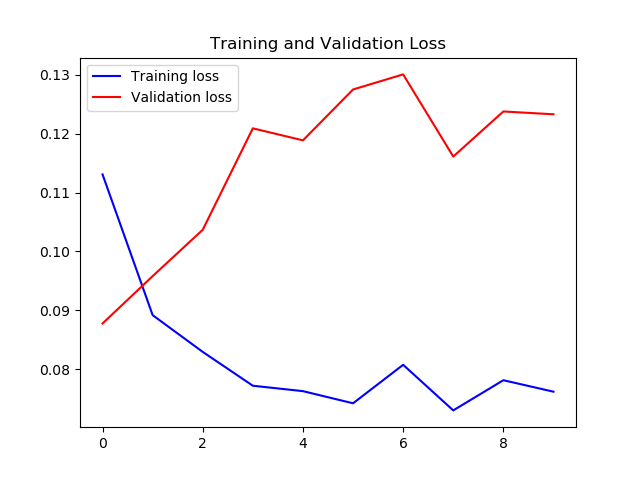 Training and Validation Loss
Training loss
Validation loss
0.13
0.12
0.11
0.10
0.09
0.08
0 2 4 6 8